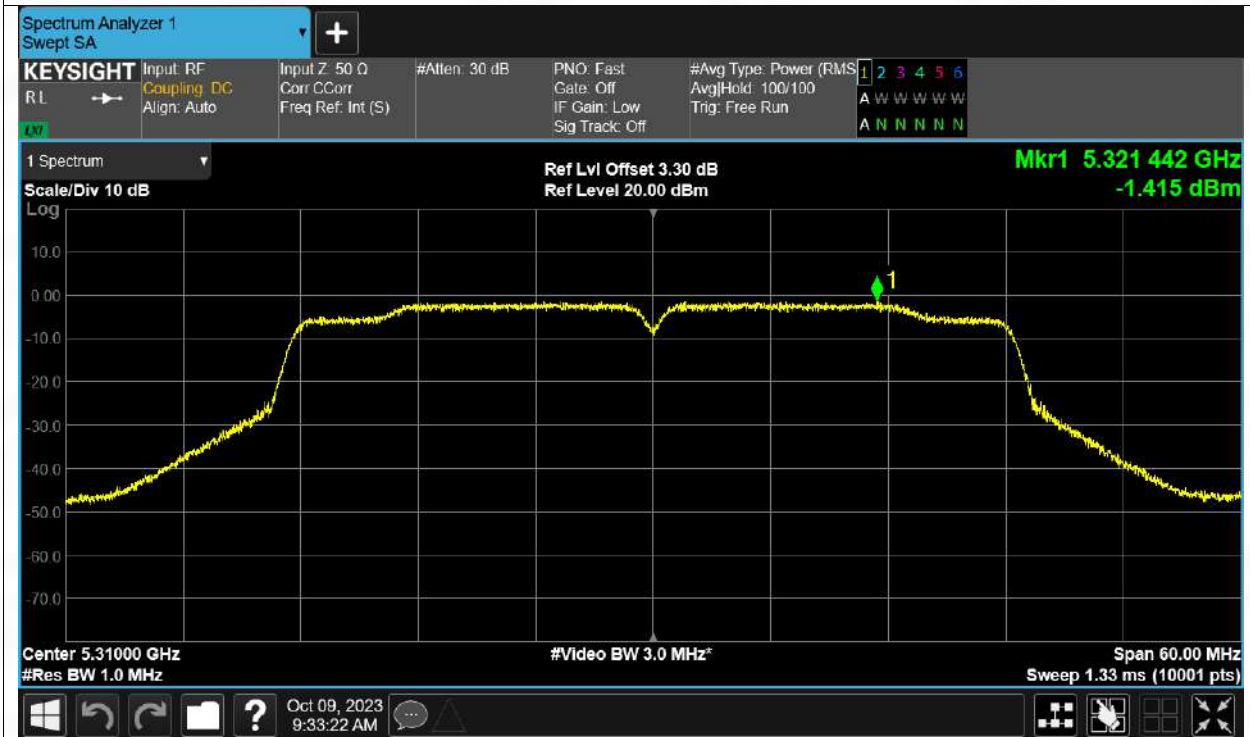 Spectrum Analyzer 1
Swept SA
+
KEYSIGHT
RL
LXI
Input: RF
Coupling: DC
Align: Auto
Input Z: 50 Ω
Corr CCorr
Freq Ref: Int (S)
#Atten: 30 dB
PNO: Fast
Gate: Off
IF Gain: Low
Sig Track: Off
#Avg Type: Power (RMS
Avg|Hold: 100/100
Trig: Free Run
1 2 3 4 5 6
A W W W W W
A N N N N N
1 Spectrum
Scale/Div 10 dB
Log
Ref Lvl Offset 3.30 dB
Ref Level 20.00 dBm
Mkr1 5.321 442 GHz
-1.415 dBm
10.0
0.00
-10.0
-20.0
-30.0
-40.0
-50.0
-60.0
-70.0
1
Center 5.31000 GHz
#Res BW 1.0 MHz
#Video BW 3.0 MHz*
Span 60.00 MHz
Sweep 1.33 ms (10001 pts)
?
Oct 09, 2023
9:33:22 AM